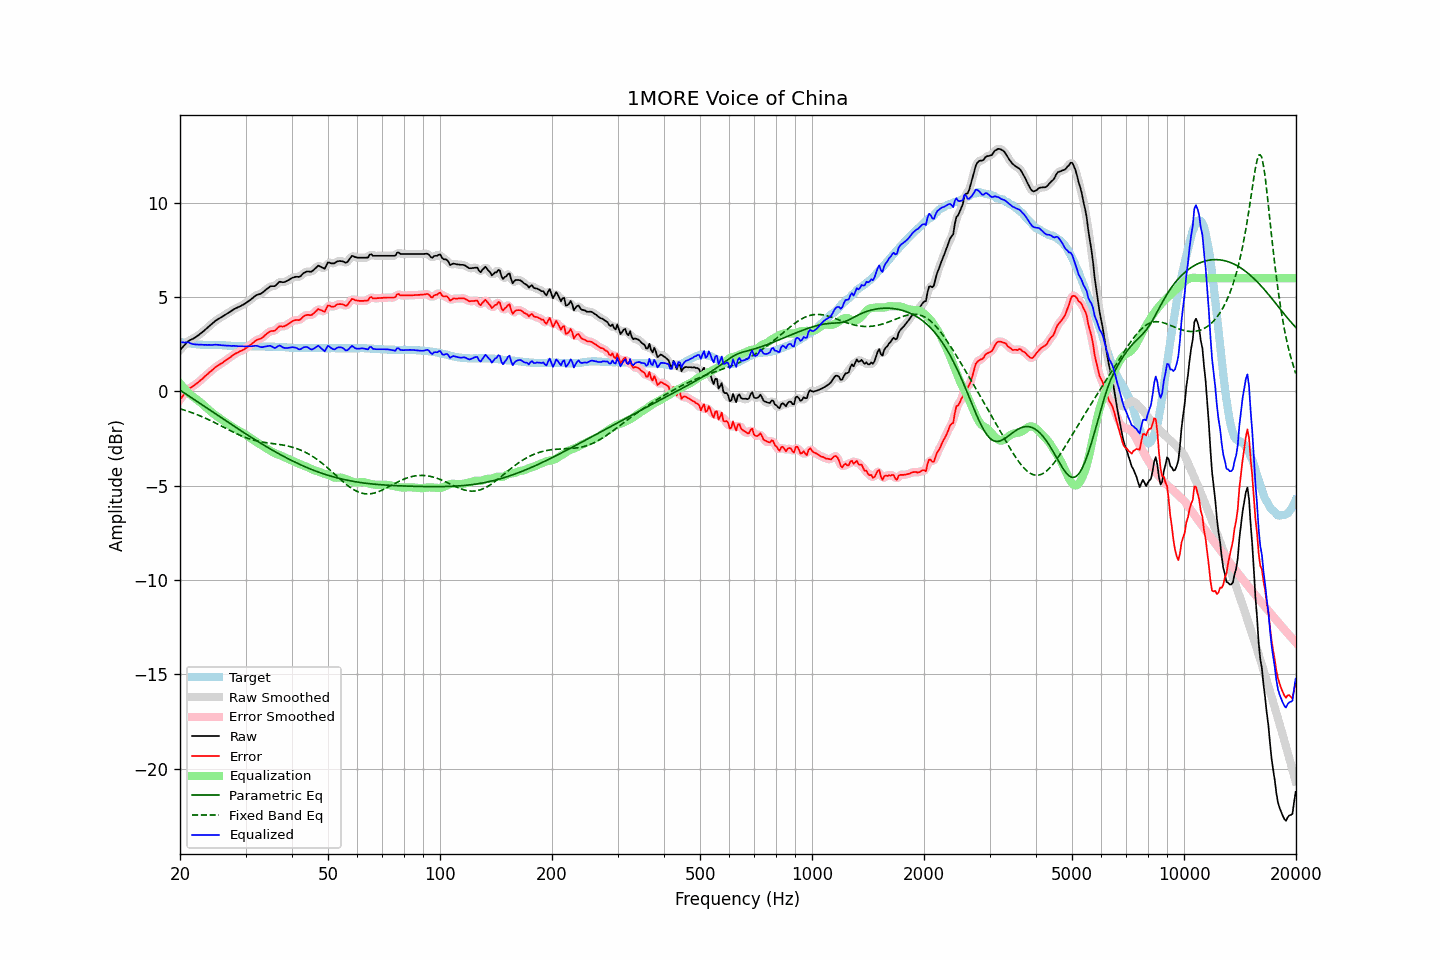 1MORE Voice of China
Amplitude (dBr)
10
5
0
−5
−10
−15
−20
Target
Raw Smoothed
Error Smoothed
Raw
Error
Equalization
Parametric Eq
Fixed Band Eq
Equalized
20 50 100 200 500 1000 2000 5000 10000 20000
Frequency (Hz)